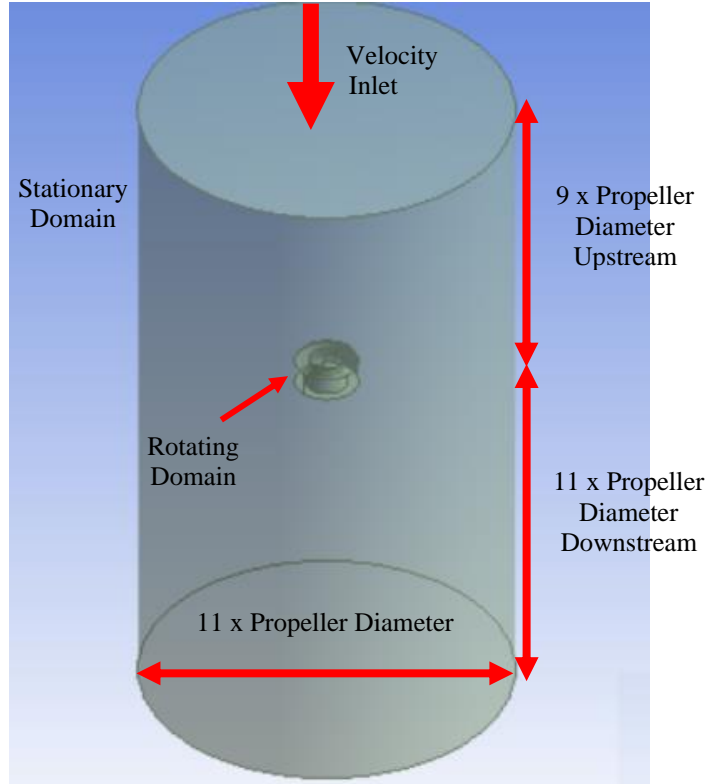 Velocity
Inlet
Stationary
Domain
9 x Propeller
Diameter
Upstream
Rotating
Domain
11 x Propeller
Diameter
Downstream
11 x Propeller Diameter